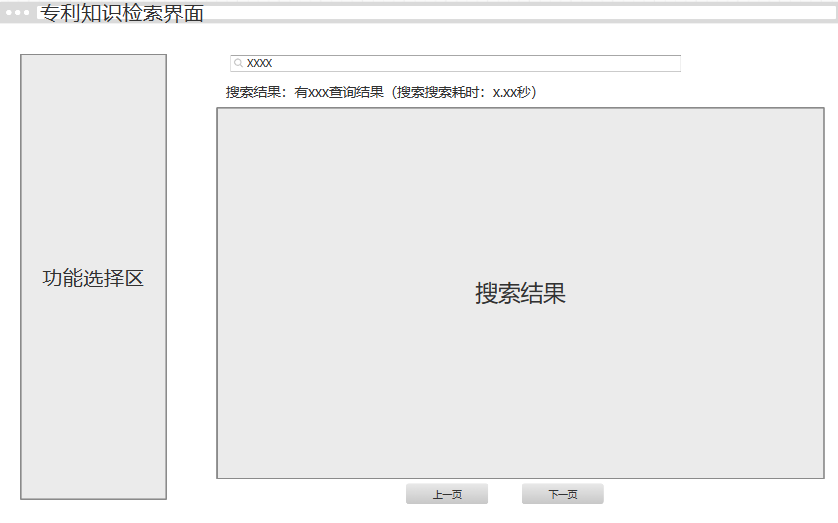 专利知识检索界面
XXXX
搜索结果：有xxx查询结果（搜索搜索耗时：x.xx秒）
功能选择区
搜索结果
上一页 下一页